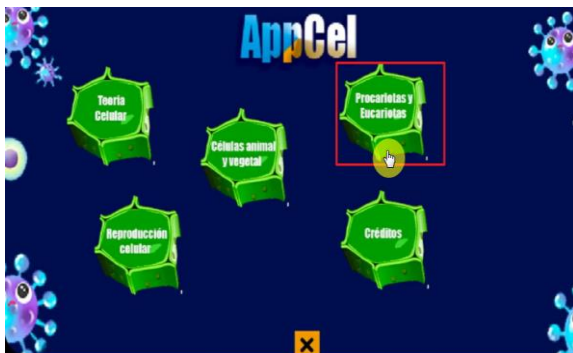 AppCel
Teoría
Celular
Procariotas y
Eucariotas
Células animal
y vegetal
Reproducción
celular
Créditos
X